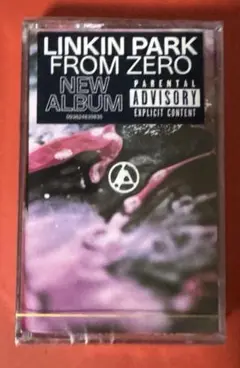 LINKIN PARK
FROM ZERO
NEW
ALBUM
PARENTAL
ADVISORY
EXPLICIT CONTENT